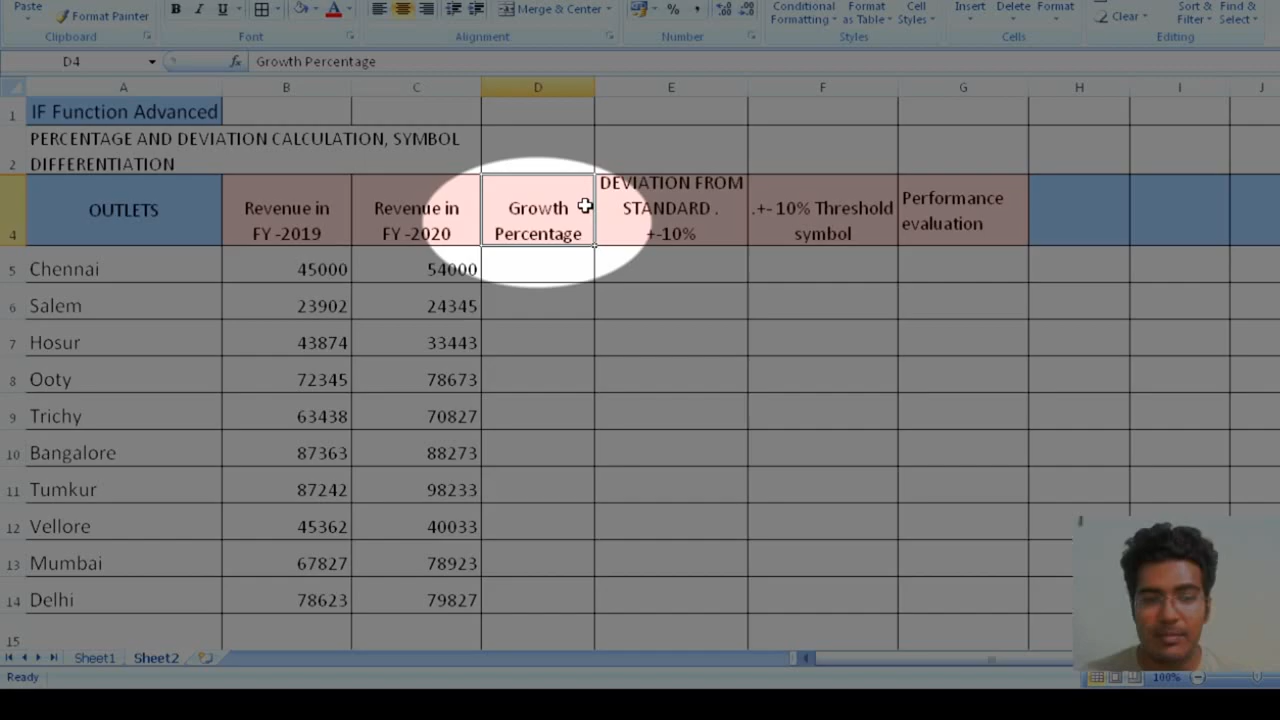 Paste
Format Painter
Clipboard
B I U
A
Font
Alignment
Merge & Center
%
,
Number
Conditional
Formatting
Format
as Table
Cell
Styles
Styles
Insert
Delete
Format
Cells
Clear
Sort &
Filter
Find &
Select
Editing
D4
fx
Growth Percentage
A B C D E F G H I J
1 IF Function Advanced
PERCENTAGE AND DEVIATION CALCULATION, SYMBOL
2 DIFFERENTIATION
4 OUTLETS
Revenue in
FY -2019
Revenue in
FY -2020
Growth
Percentage
DEVIATION FROM
STANDARD .
+-10%
.+- 10% Threshold
symbol
Performance
evaluation
5 Chennai 45000 54000
6 Salem 23902 24345
7 Hosur 43874 33443
8 Ooty 72345 78673
9 Trichy 63438 70827
10 Bangalore 87363 88273
11 Tumkur 87242 98233
12 Vellore 45362 40033
13 Mumbai 67827 78923
14 Delhi 78623 79827
15
Sheet1 Sheet2
Ready
100%